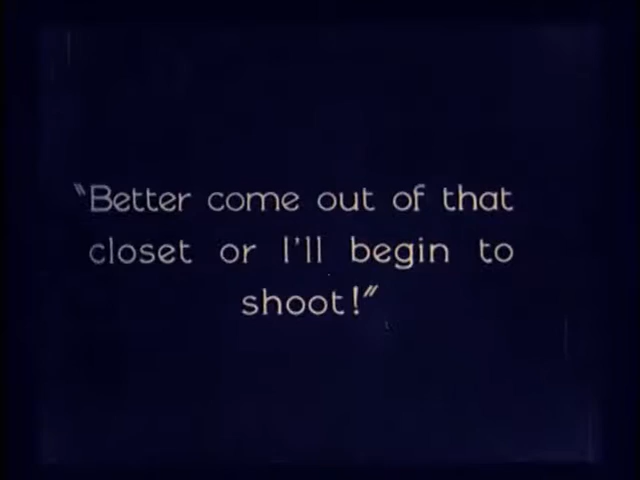 "Better come out of that
closet or I'll begin to
shoot!"